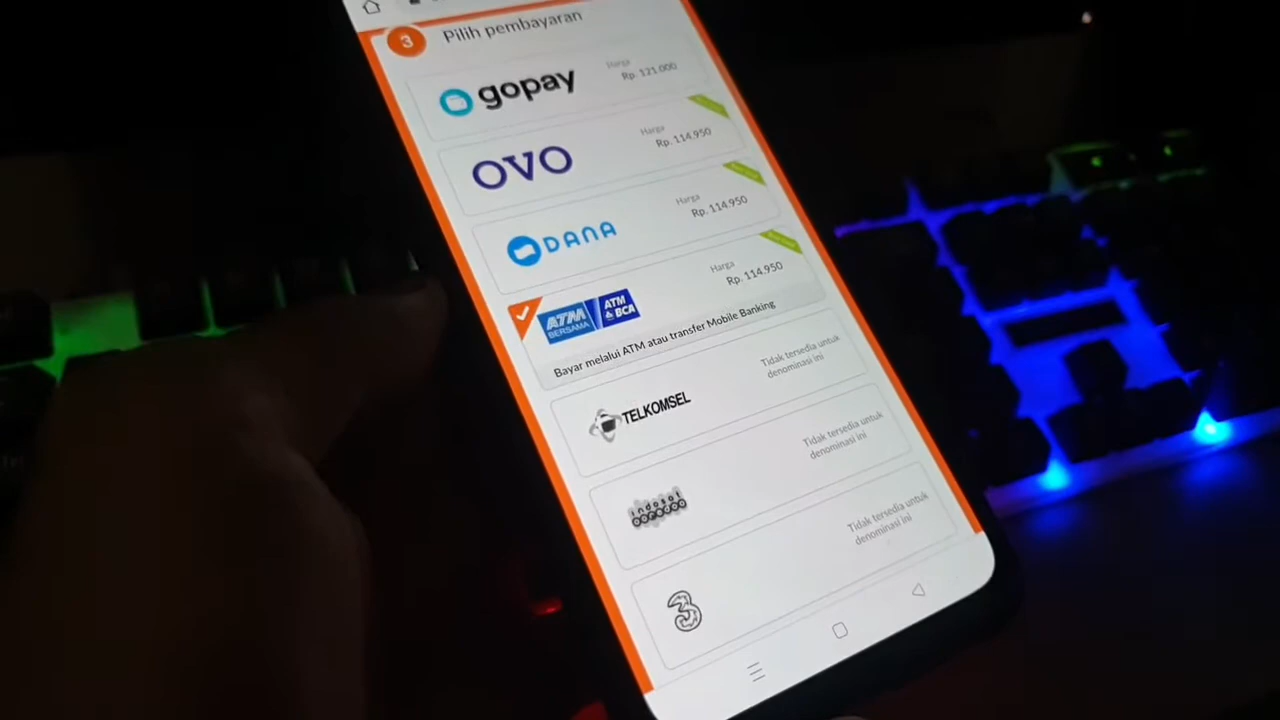 3
Pilih pembayaran
gopay
Harga
Rp. 121.000
OVO
Harga
Rp. 114.950
DANA
Harga
Rp. 114.950
ATM
BERSAMA
ATM
& BCA
Harga
Rp. 114.950
Bayar melalui ATM atau transfer Mobile Banking
TELKOMSEL
Tidak tersedia untuk
denominasi ini
indosat
ooredoo
Tidak tersedia untuk
denominasi ini
3
Tidak tersedia untuk
denominasi ini